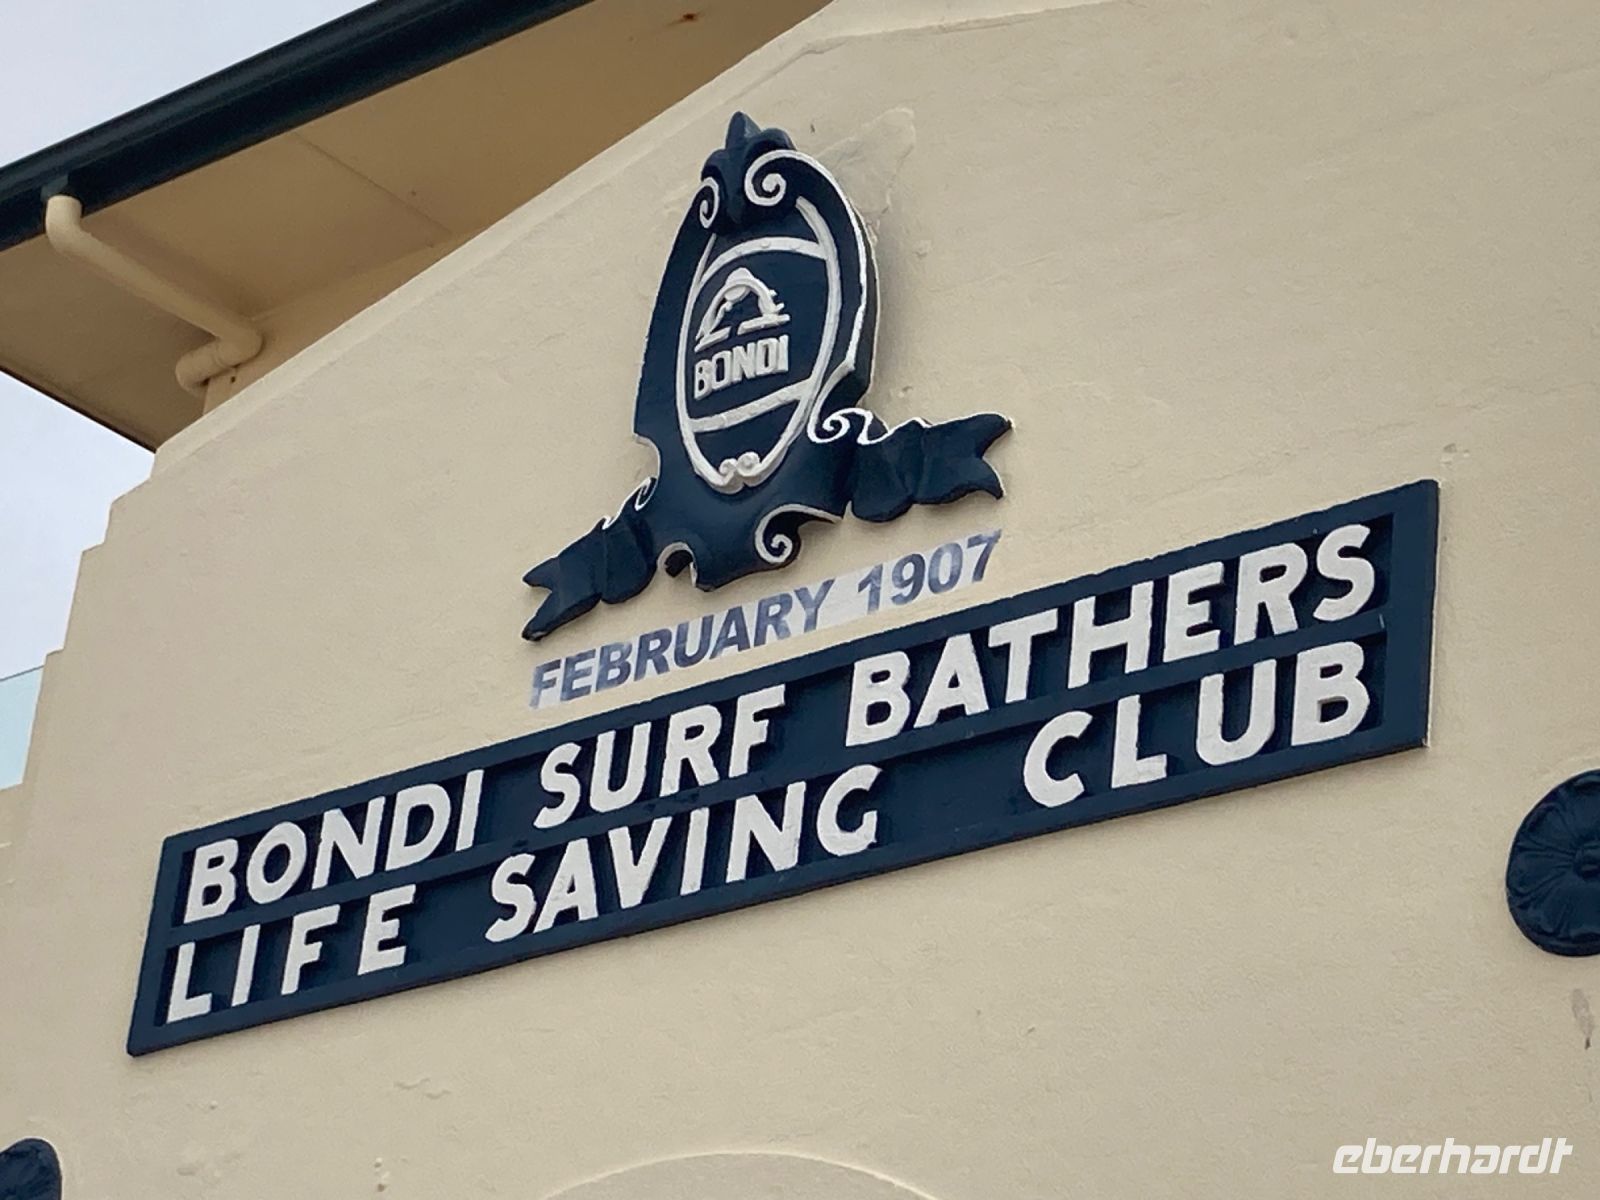 BONDI
FEBRUARY 1907
BONDI SURF BATHERS
LIFE SAVING CLUB
eberhardt